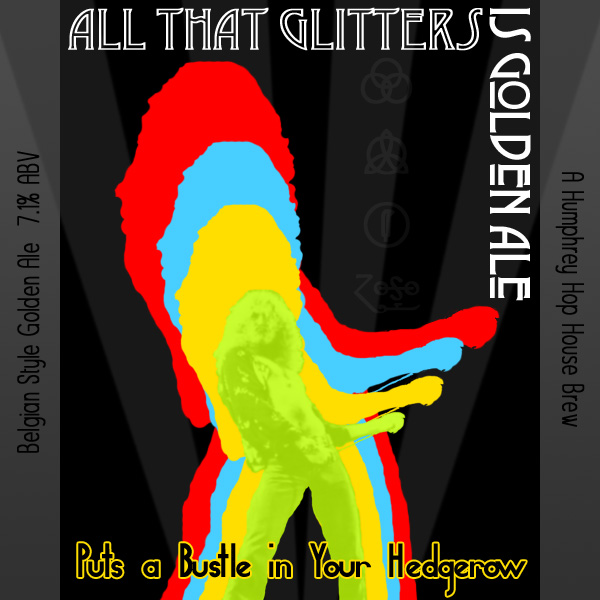 ALL THAT GLITTERS
IS GOLDEN ALE
Belgian Style Golden Ale 7.1% ABV
A Humphrey Hop House Brew
ZOSO
Puts a Bustle in Your Hedgerow